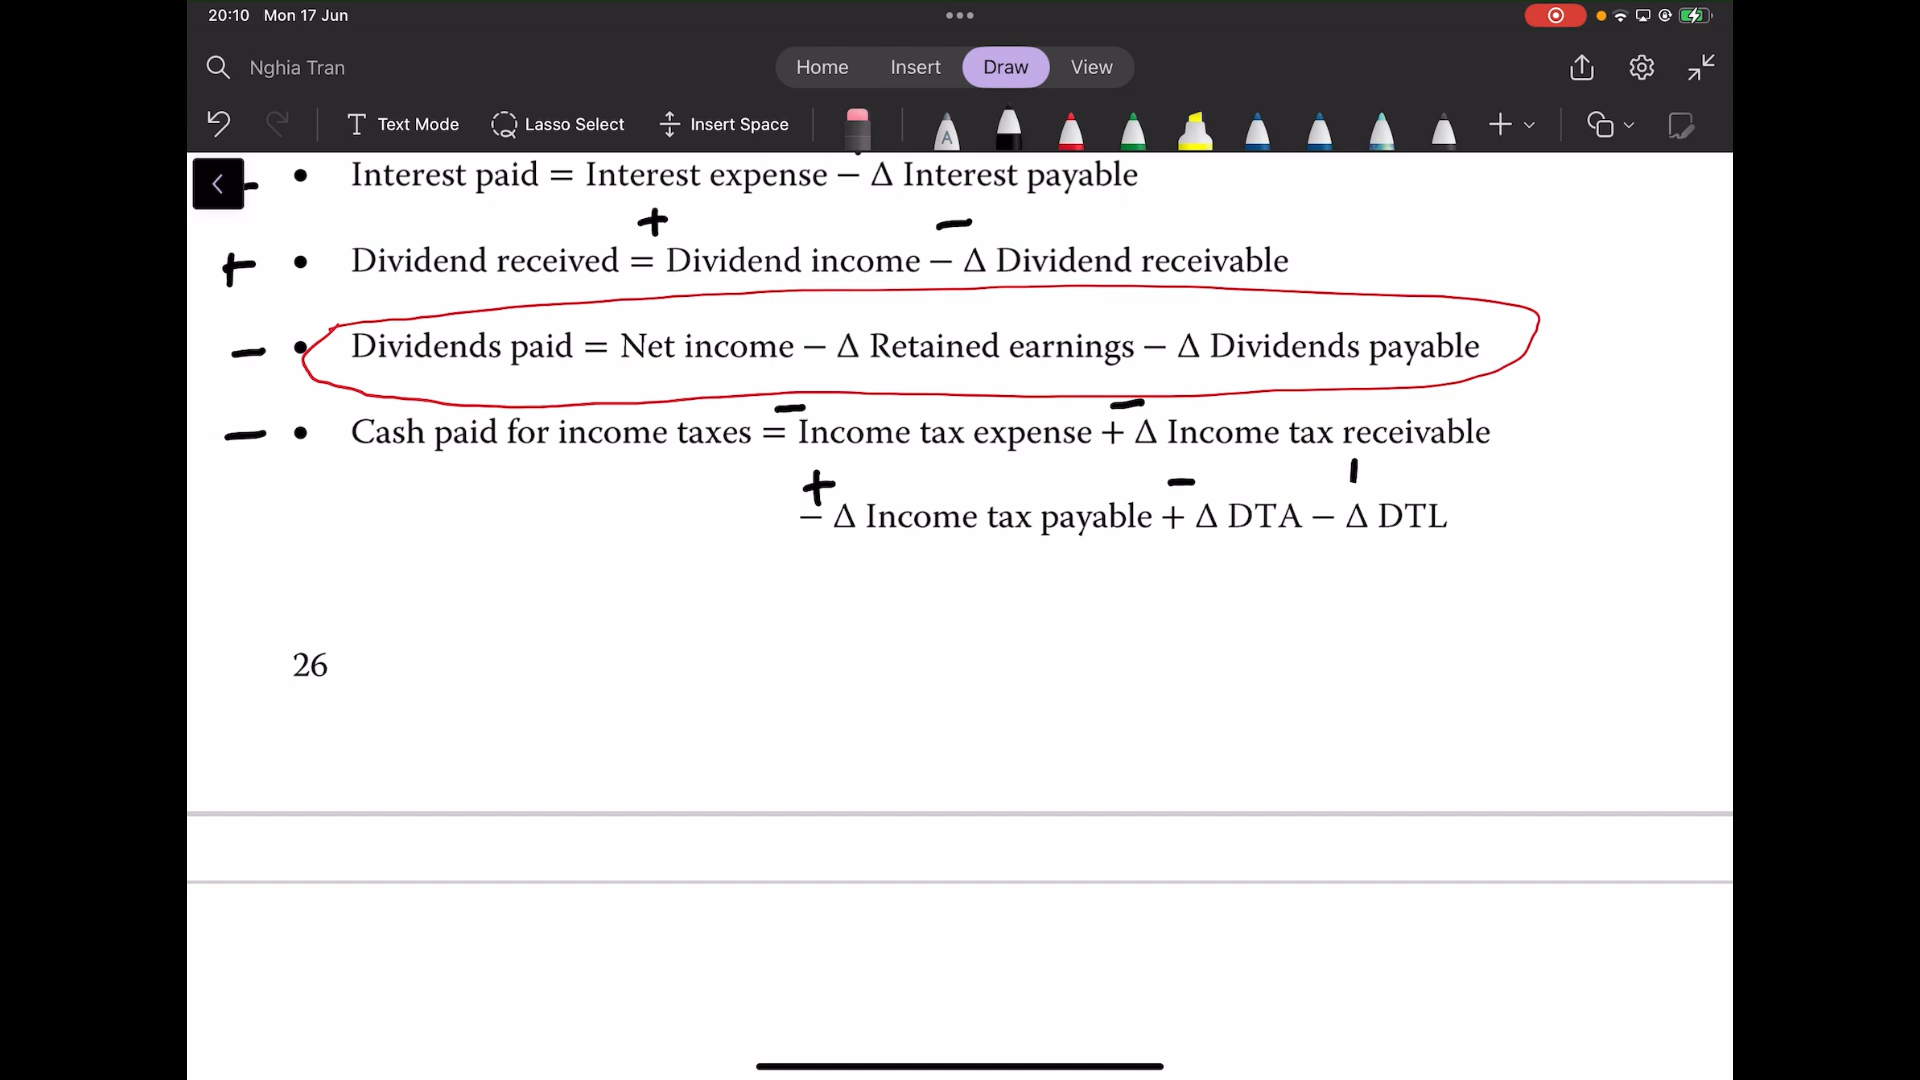 20:10 Mon 17 Jun
Nghia Tran
Home Insert Draw View
Text Mode Lasso Select Insert Space A
- • Interest paid = Interest expense − Δ Interest payable
+ −
+ • Dividend received = Dividend income − Δ Dividend receivable
− • Dividends paid = Net income − Δ Retained earnings − Δ Dividends payable
− −
− • Cash paid for income taxes = Income tax expense + Δ Income tax receivable
+ − ı
− Δ Income tax payable + Δ DTA − Δ DTL
26